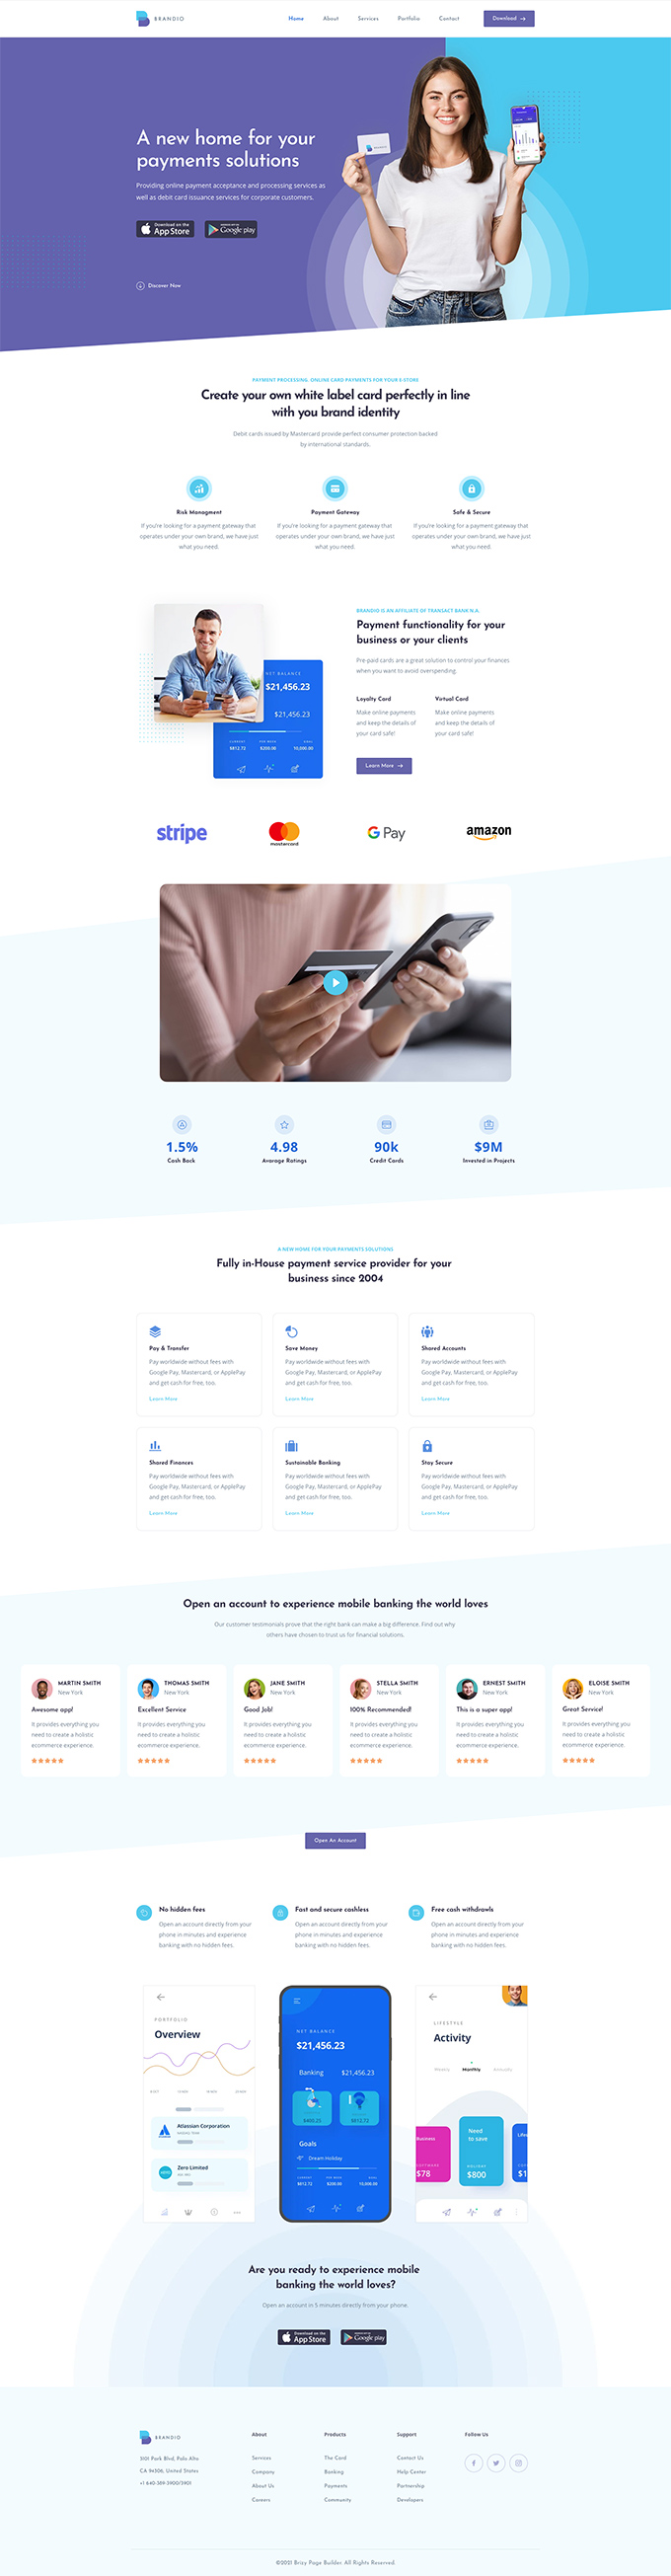 BRANDIO
Home About Services Portfolio Contact Download
BRANDIO
A new home for your
payments solutions
Providing online payment acceptance and processing services as
well as debit card issuance services for corporate customers.
Download on the
App Store
Google play
Discover Now
PAYMENT PROCESSING. ONLINE CARD PAYMENTS FOR YOUR E-STORE
Create your own white label card perfectly in line
with you brand identity
Debit cards issued by Mastercard provide perfect consumer protection backed
by international standards.
Risk Managment
If you're looking for a payment gateway that
operates under your own brand, we have just
what you need.
Payment Gateway
If you're looking for a payment gateway that
operates under your own brand, we have just
what you need.
Safe & Secure
If you're looking for a payment gateway that
operates under your own brand, we have just
what you need.
NET BALANCE
$21,456.23
$21,456.23
CURRENT PER WEEK GOAL
$812.72 $200.00 10,000.00
BRANDIO IS AN AFFILIATE OF TRANSACT BANK N.A.
Payment functionality for your
business or your clients
Pre-paid cards are a great solution to control your finances
when you want to avoid overspending.
Loyalty Card
Make online payments
and keep the details of
your card safe!
Virtual Card
Make online payments
and keep the details of
your card safe!
Learn More
stripe
mastercard
G Pay
amazon
1.5%
Cash Back
4.98
Avarage Ratings
90k
Credit Cards
$9M
Invested in Projects
A NEW HOME FOR YOUR PAYMENTS SOLUTIONS
Fully in-House payment service provider for your
business since 2004
Pay & Transfer
Pay worldwide without fees with
Google Pay, Mastercard, or ApplePay
and get cash for free, too.
Learn More
Save Money
Pay worldwide without fees with
Google Pay, Mastercard, or ApplePay
and get cash for free, too.
Learn More
Shared Accounts
Pay worldwide without fees with
Google Pay, Mastercard, or ApplePay
and get cash for free, too.
Learn More
Shared Finances
Pay worldwide without fees with
Google Pay, Mastercard, or ApplePay
and get cash for free, too.
Learn More
Sustainable Banking
Pay worldwide without fees with
Google Pay, Mastercard, or ApplePay
and get cash for free, too.
Learn More
Stay Secure
Pay worldwide without fees with
Google Pay, Mastercard, or ApplePay
and get cash for free, too.
Learn More
Open an account to experience mobile banking the world loves
Our customer testimonials prove that the right bank can make a big difference. Find out why
others have chosen to trust us for financial solutions.
MARTIN SMITH
New York
Awesome app!
It provides everything you
need to create a holistic
ecommerce experience.
THOMAS SMITH
New York
Excellent Service
It provides everything you
need to create a holistic
ecommerce experience.
JANE SMITH
New York
Good Job!
It provides everything you
need to create a holistic
ecommerce experience.
STELLA SMITH
New York
100% Recommended!
It provides everything you
need to create a holistic
ecommerce experience.
ERNEST SMITH
New York
This is a super app!
It provides everything you
need to create a holistic
ecommerce experience.
ELOISE SMITH
New York
Great Service!
It provides everything you
need to create a holistic
ecommerce experience.
Open An Account
No hidden fees
Open an account directly from your
phone in minutes and experience
banking with no hidden fees.
Fast and secure cashless
Open an account directly from your
phone in minutes and experience
banking with no hidden fees.
Free cash withdrawls
Open an account directly from your
phone in minutes and experience
banking with no hidden fees.
PORTFOLIO
Overview
Atlassian Corporation
Zero Limited
NET BALANCE
$21,456.23
Banking $21,456.23
$400.25 $812.72
Goals
Dream Holiday
CURRENT PER WEEK GOAL
$812.72 $200.00 10,000.00
LIFESTYLE
Activity
Weekly Monthly Annually
Business
$78
Need
to save
HOLIDAY
$800
Are you ready to experience mobile
banking the world loves?
Open an account in 5 minutes directly from your phone.
Download on the
App Store
Google play
BRANDIO
3101 Park Blvd, Palo Alto
CA 94306, United States
+1 640-389-3900/3901
About
Services
Company
About Us
Careers
Products
The Card
Banking
Payments
Community
Support
Contact Us
Help Center
Partnership
Developers
Follow Us
©2021 Brizy Page Builder. All Rights Reserved